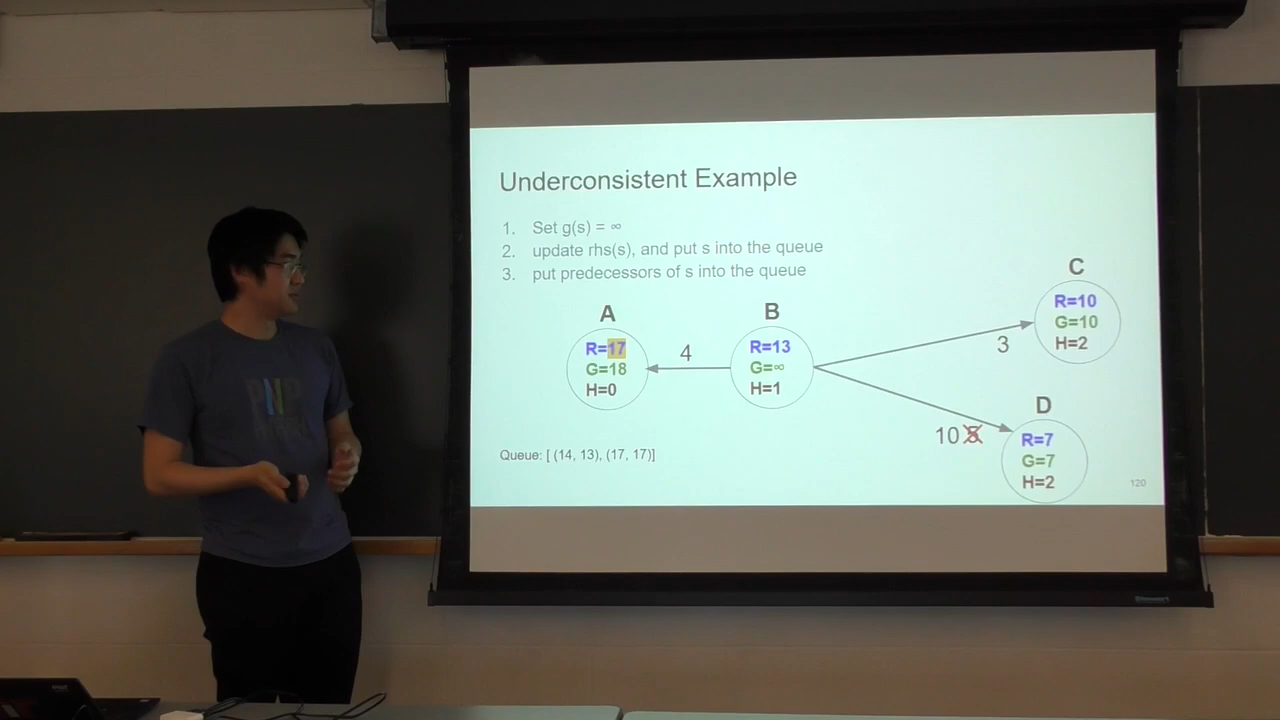 Underconsistent Example
1. Set g(s) = ∞
2. update rhs(s), and put s into the queue
3. put predecessors of s into the queue
A
R=17
G=18
H=0
4
B
R=13
G=∞
H=1
C
R=10
G=10
H=2
3
D
R=7
G=7
H=2
10
Queue: [ (14, 13), (17, 17)]
120